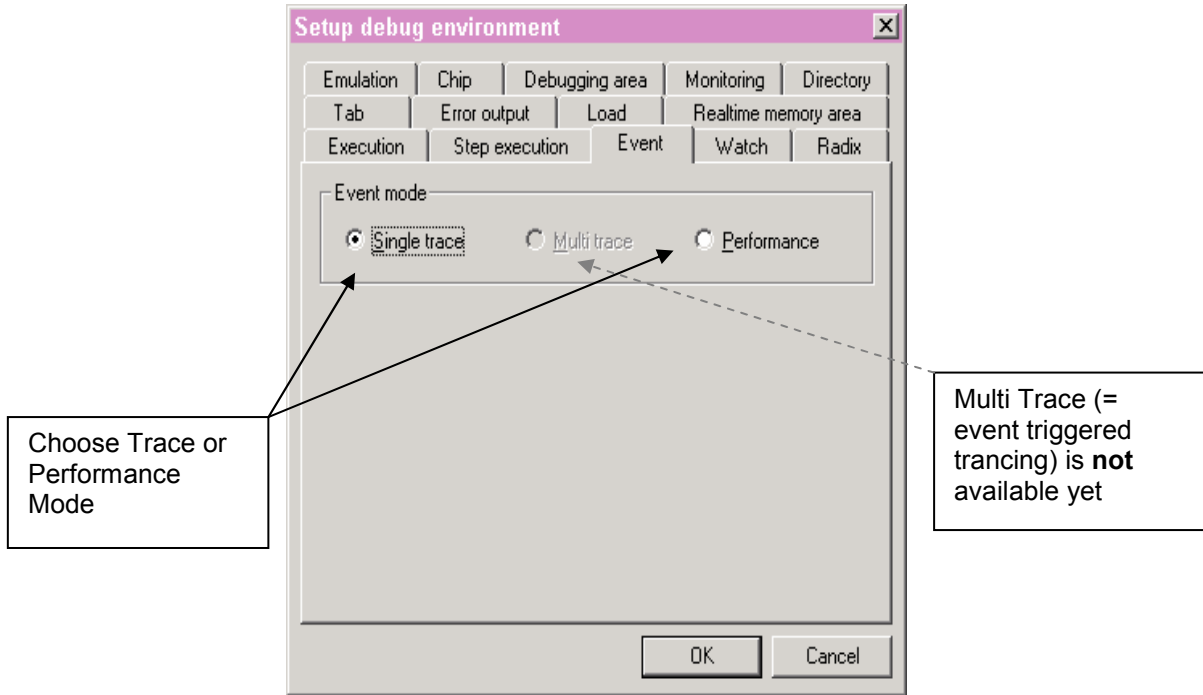 Setup debug environment
Emulation Chip Debugging area Monitoring Directory
Tab Error output Load Realtime memory area
Execution Step execution Event Watch Radix
Event mode
Single trace Multi trace Performance
Choose Trace or
Performance
Mode
Multi Trace (=
event triggered
trancing) is not
available yet
OK Cancel